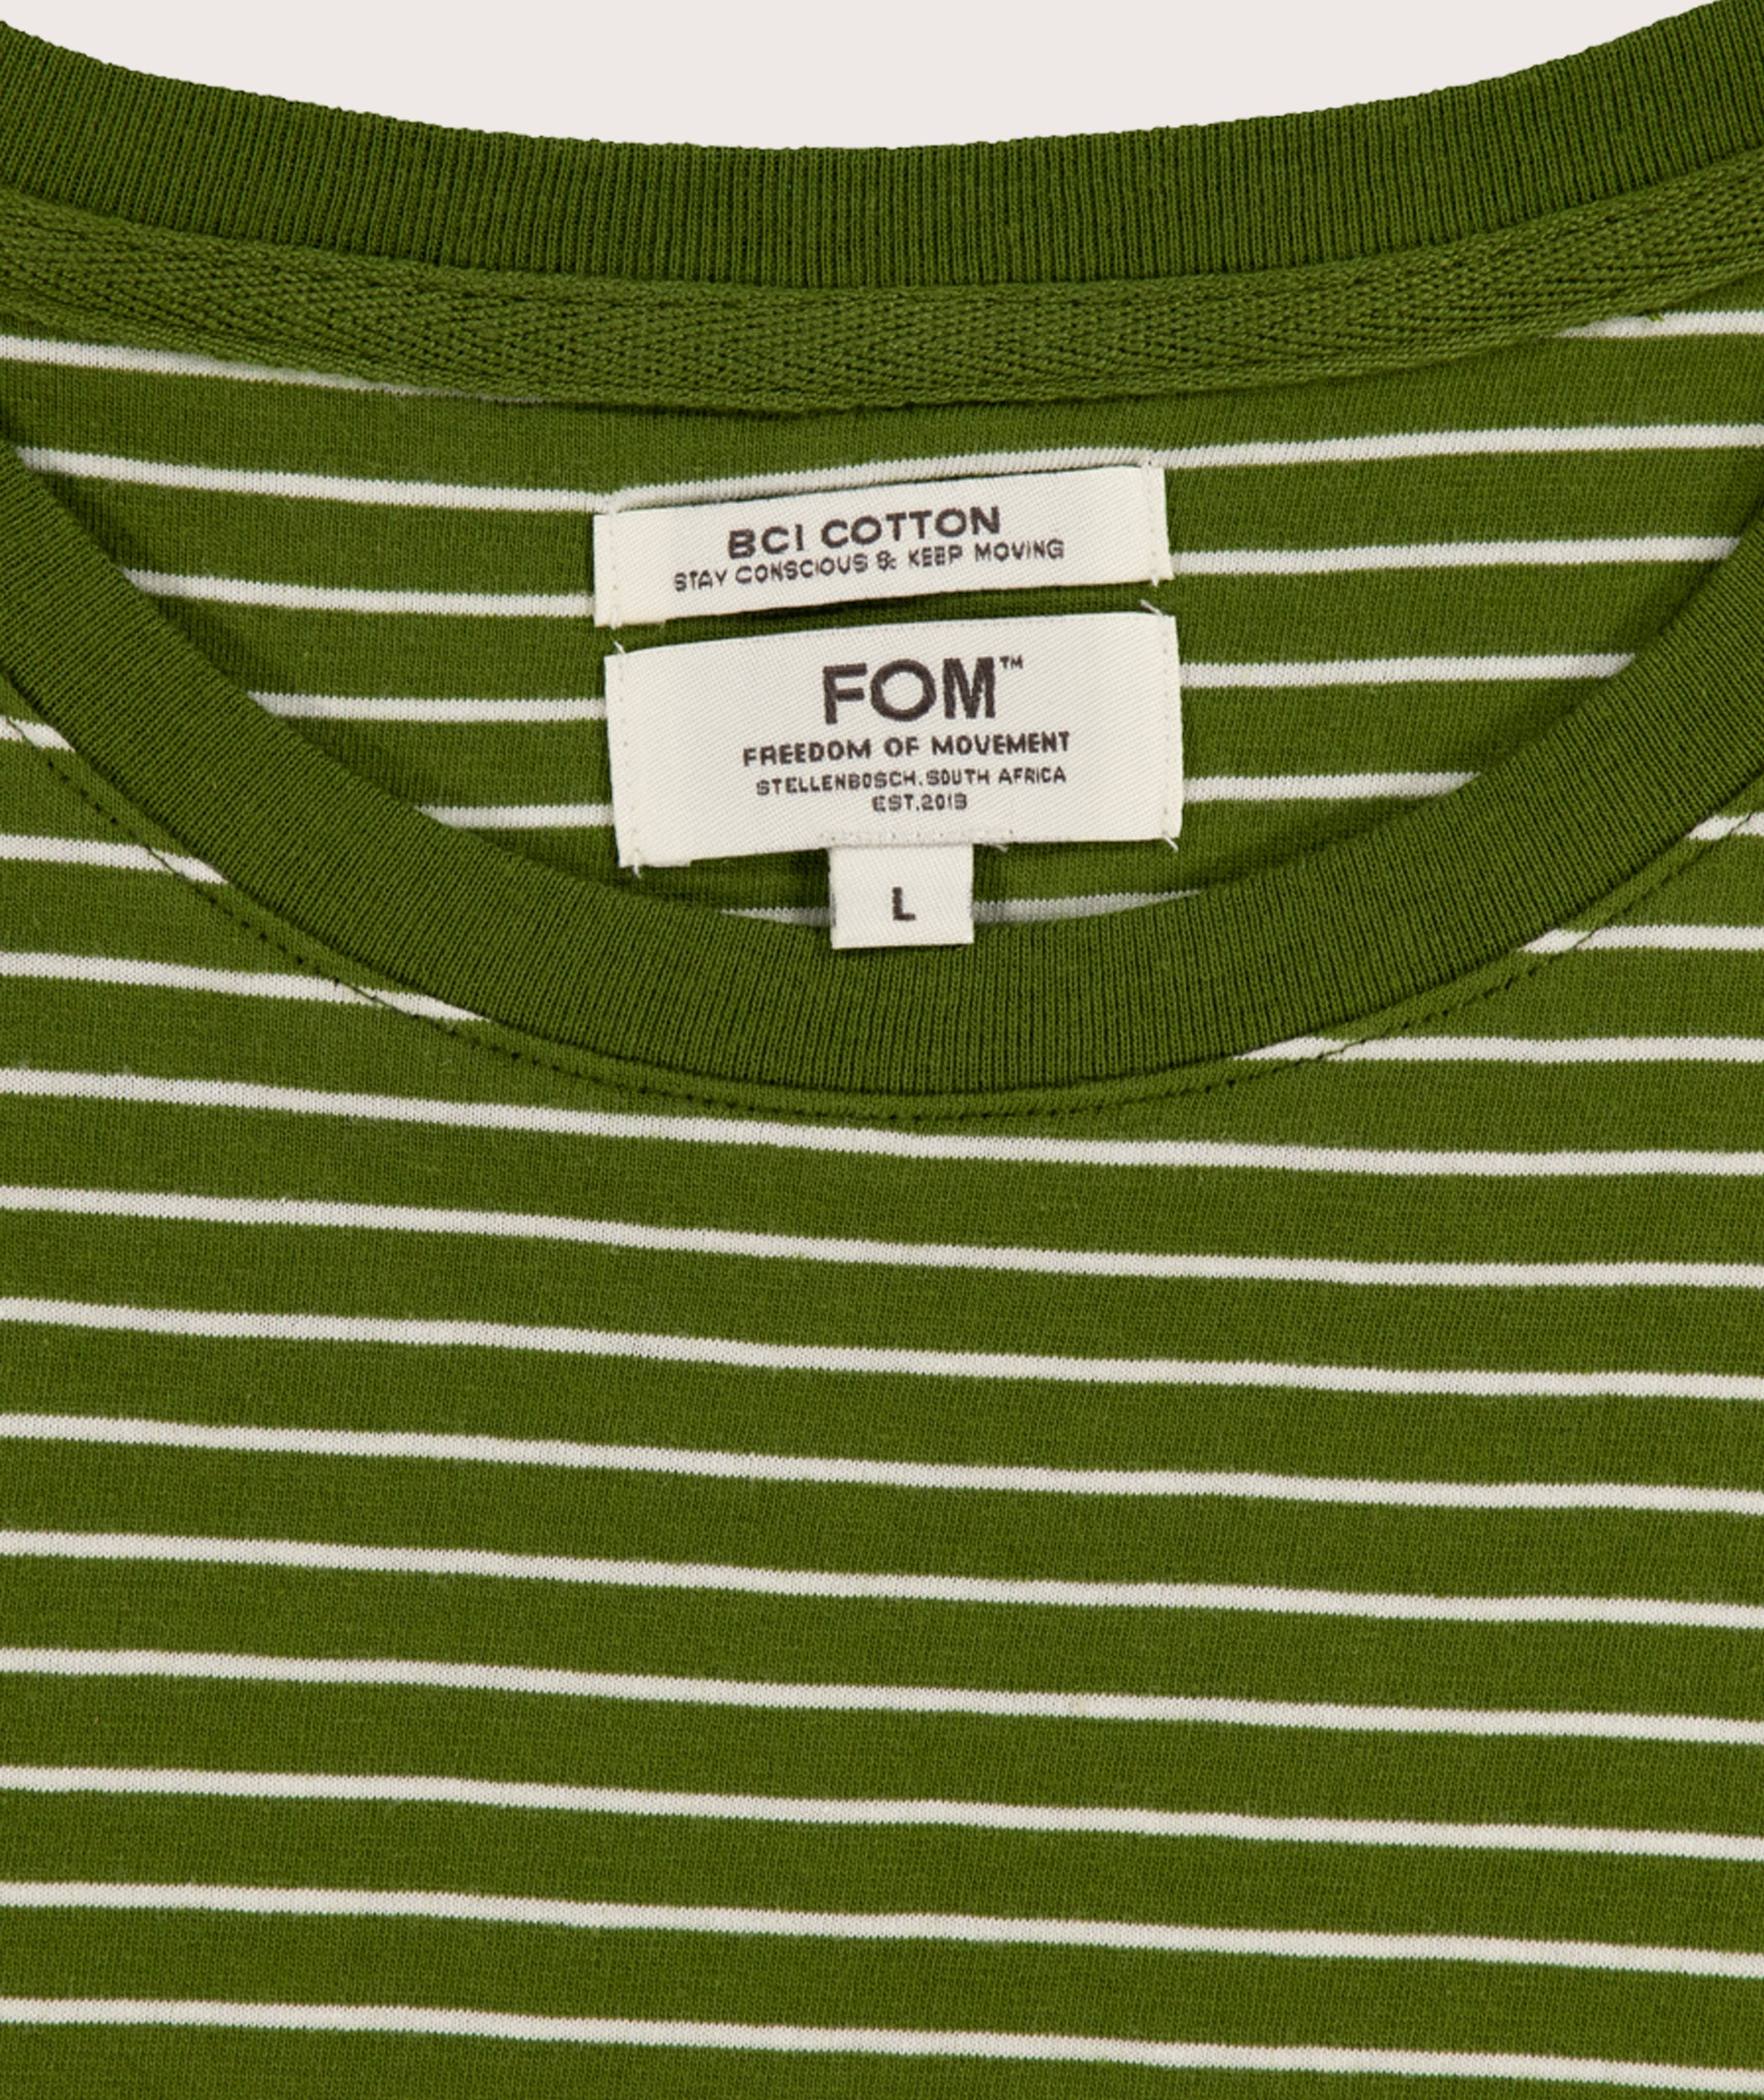 BCI COTTON
STAY CONSCIOUS & KEEP MOVING
FOM™
FREEDOM OF MOVEMENT
STELLENBOSCH.SOUTH AFRICA
EST.2013
L